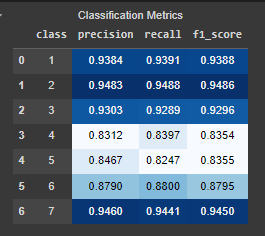 Classification Metrics
class precision recall f1_score
0 1 0.9384 0.9391 0.9388
1 2 0.9483 0.9488 0.9486
2 3 0.9303 0.9289 0.9296
3 4 0.8312 0.8397 0.8354
4 5 0.8467 0.8247 0.8355
5 6 0.8790 0.8800 0.8795
6 7 0.9460 0.9441 0.9450